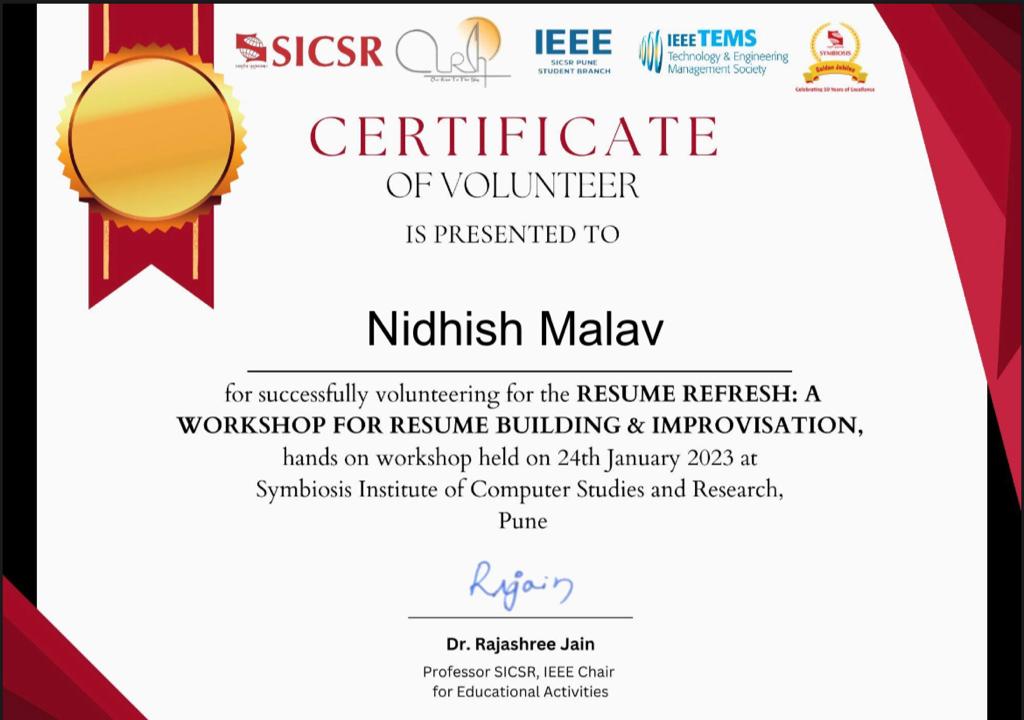 SICSR
IEEE
SICSR PUNE
STUDENT BRANCH
IEEE TEMS
Technology & Engineering
Management Society
SYMBIOSIS
Golden Jubilee
Celebrating 50 Years of Excellence
CERTIFICATE
OF VOLUNTEER
IS PRESENTED TO
Nidhish Malav
for successfully volunteering for the RESUME REFRESH: A
WORKSHOP FOR RESUME BUILDING & IMPROVISATION,
hands on workshop held on 24th January 2023 at
Symbiosis Institute of Computer Studies and Research,
Pune
Rajain
Dr. Rajashree Jain
Professor SICSR, IEEE Chair
for Educational Activities